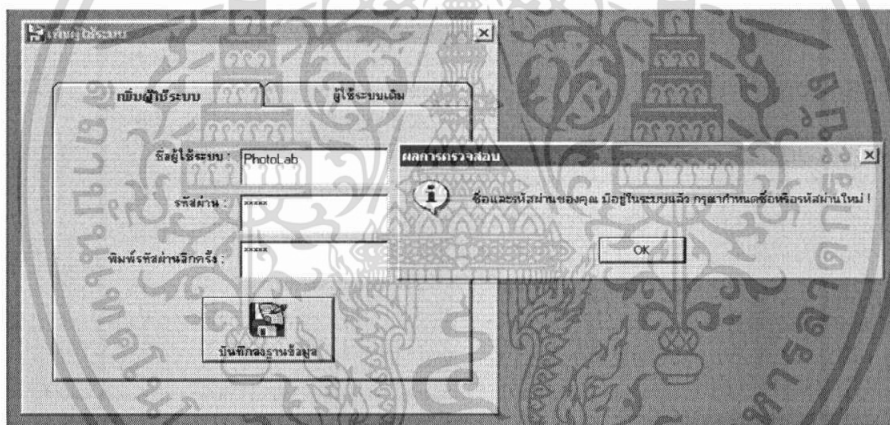 เพิ่มผู้ใช้ระบบ
เพิ่มผู้ใช้ระบบ
ผู้ใช้ระบบเดิม
ชื่อผู้ใช้ระบบ : PhotoLab
รหัสผ่าน : *****
พิมพ์รหัสผ่านอีกครั้ง : *****
บันทึกลงฐานข้อมูล
ผลการตรวจสอบ
ชื่อและรหัสผ่านของคุณ มีอยู่ในระบบแล้ว กรุณากำหนดชื่อหรือรหัสผ่านใหม่ !
OK